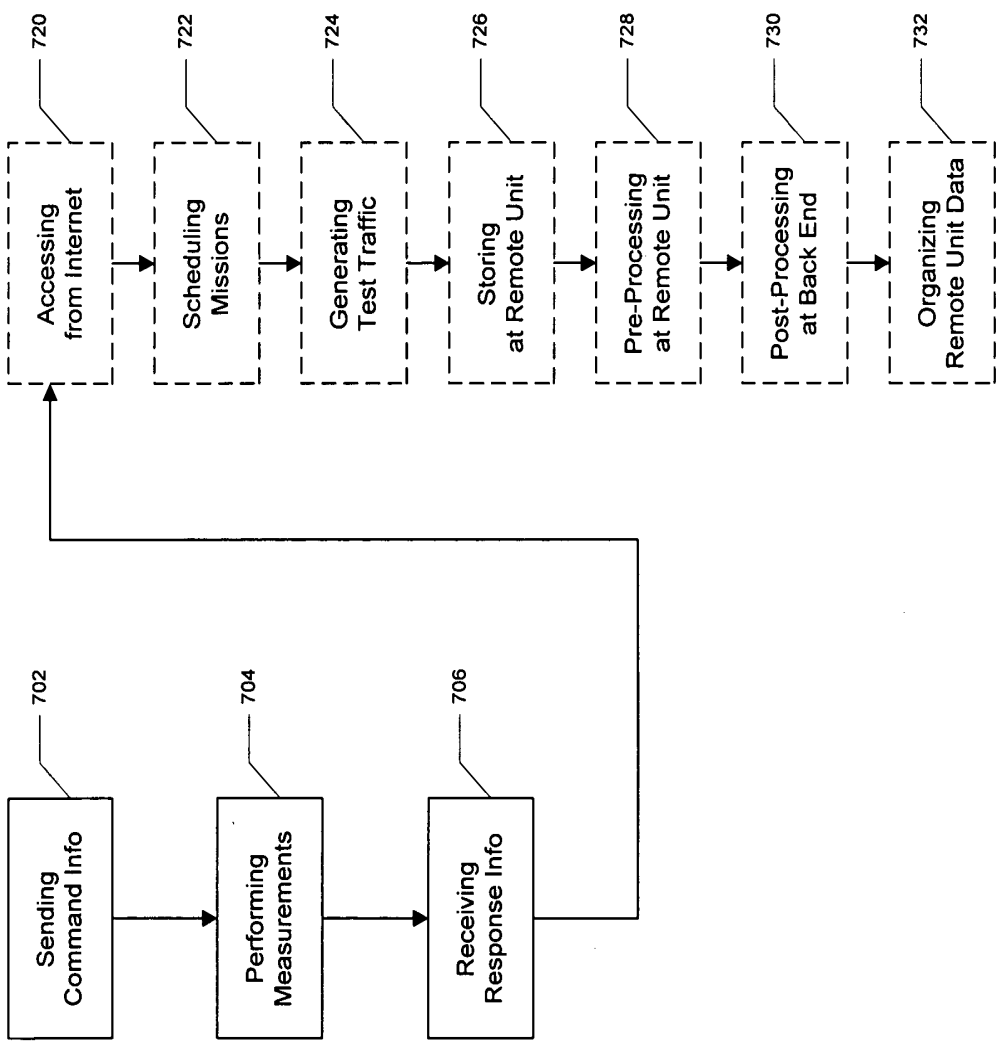 702
Sending
Command Info
704
Performing
Measurements
706
Receiving
Response Info
720
Accessing
from Internet
722
Scheduling
Missions
724
Generating
Test Traffic
726
Storing
at Remote Unit
728
Pre-Processing
at Remote Unit
730
Post-Processing
at Back End
732
Organizing
Remote Unit Data